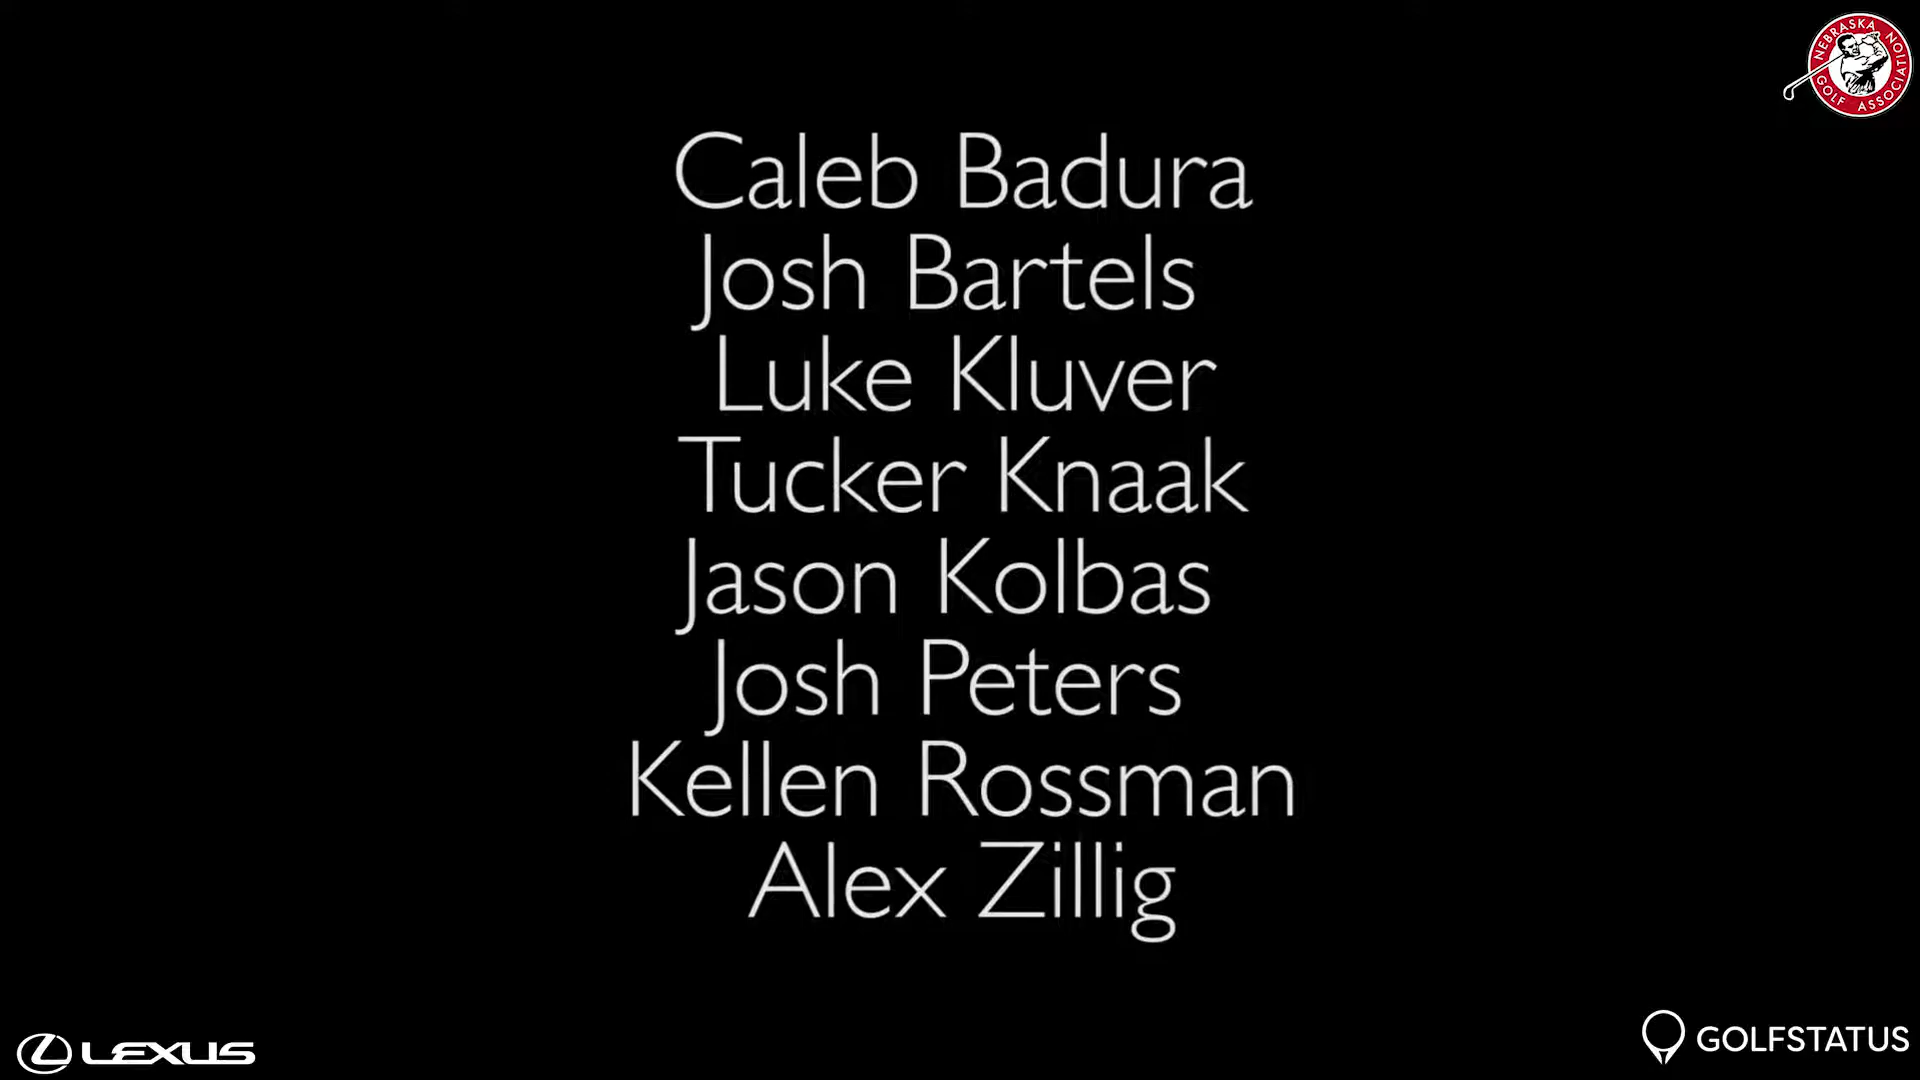 NEBRASKA GOLF ASSOCIATION
Caleb Badura
Josh Bartels
Luke Kluver
Tucker Knaak
Jason Kolbas
Josh Peters
Kellen Rossman
Alex Zillig
LEXUS
GOLFSTATUS